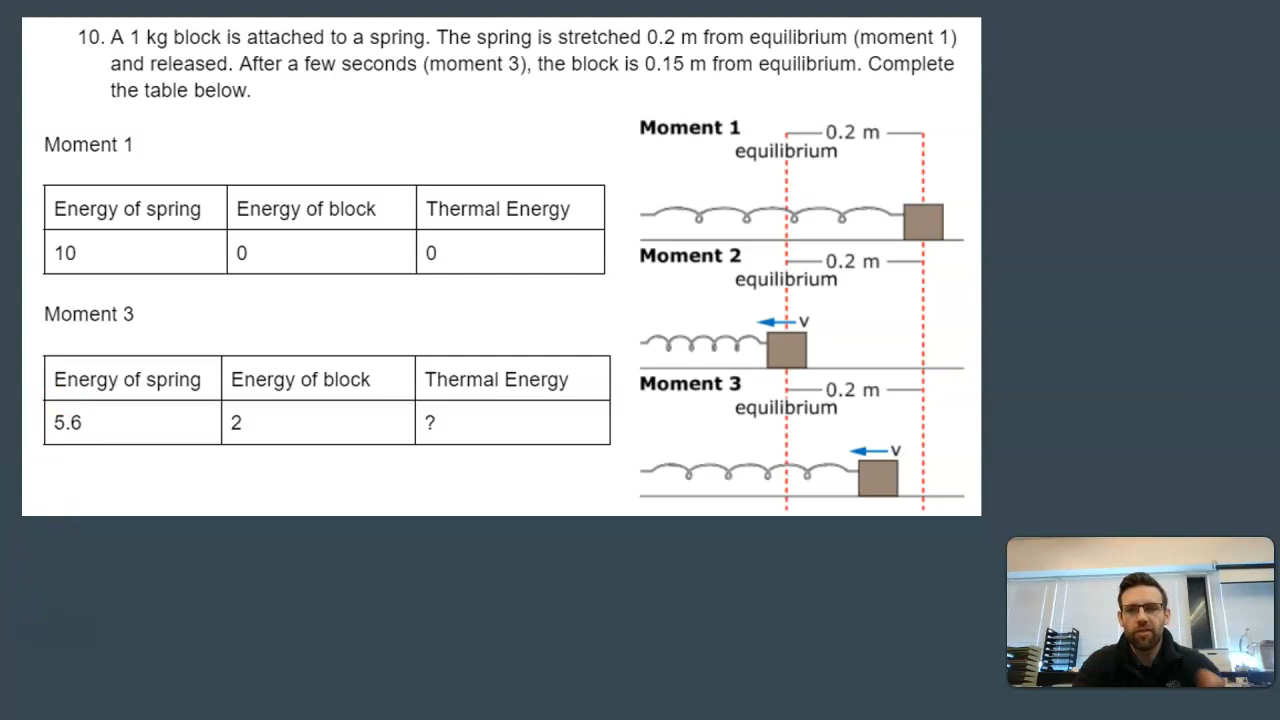 10. A 1 kg block is attached to a spring. The spring is stretched 0.2 m from equilibrium (moment 1)
and released. After a few seconds (moment 3), the block is 0.15 m from equilibrium. Complete
the table below.
Moment 1
Energy of spring Energy of block Thermal Energy
10 0 0
Moment 3
Energy of spring Energy of block Thermal Energy
5.6 2 ?
Moment 1
0.2 m
equilibrium
Moment 2
0.2 m
equilibrium
v
Moment 3
0.2 m
equilibrium
v